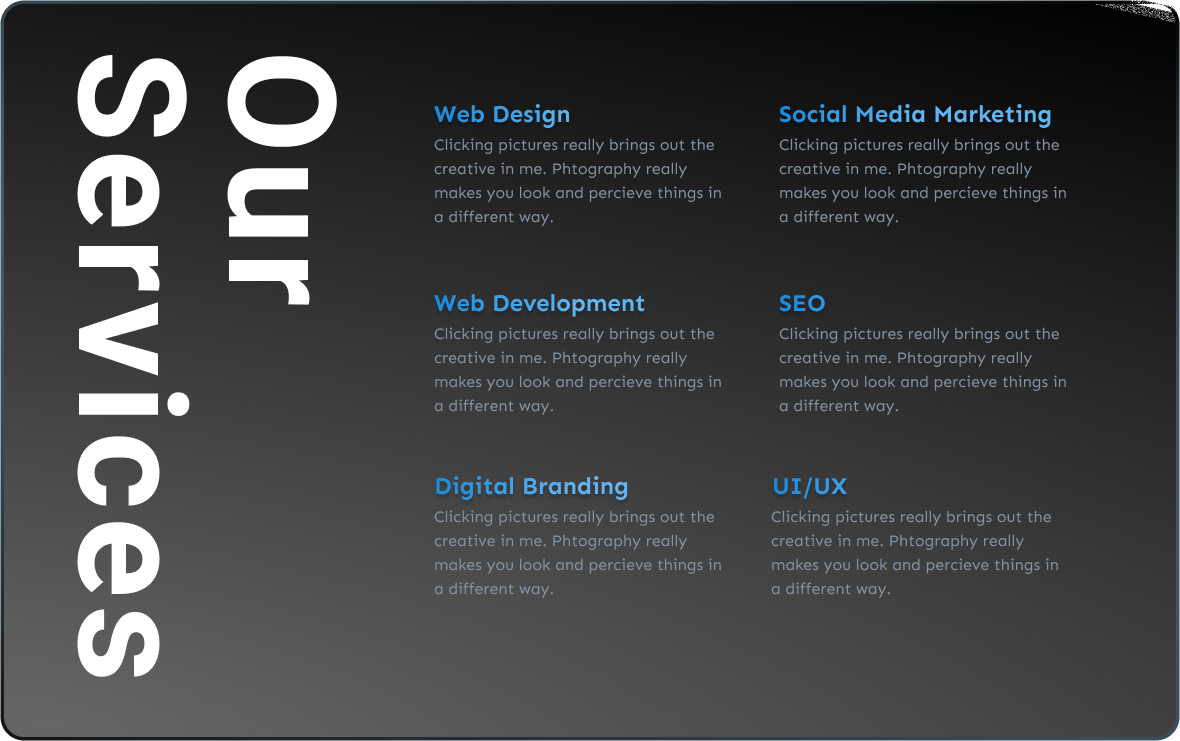 Our
Services
Web Design
Clicking pictures really brings out the
creative in me. Phtography really
makes you look and percieve things in
a different way.
Social Media Marketing
Clicking pictures really brings out the
creative in me. Phtography really
makes you look and percieve things in
a different way.
Web Development
Clicking pictures really brings out the
creative in me. Phtography really
makes you look and percieve things in
a different way.
SEO
Clicking pictures really brings out the
creative in me. Phtography really
makes you look and percieve things in
a different way.
Digital Branding
Clicking pictures really brings out the
creative in me. Phtography really
makes you look and percieve things in
a different way.
UI/UX
Clicking pictures really brings out the
creative in me. Phtography really
makes you look and percieve things in
a different way.